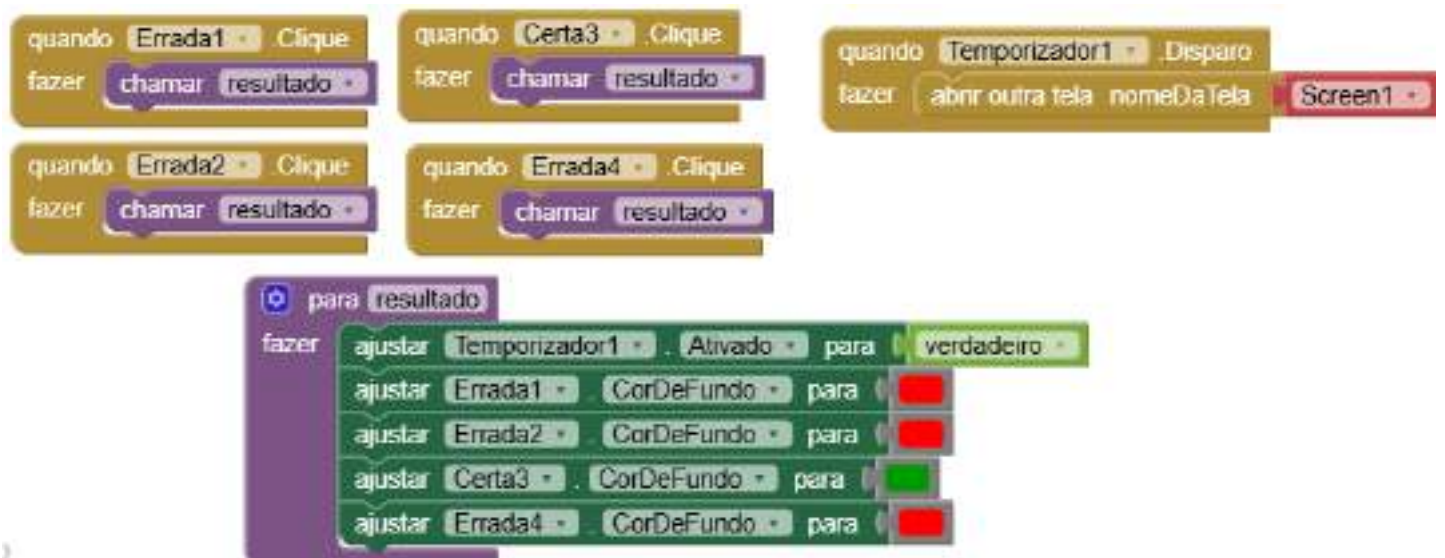 quando Errada1 .Clique
fazer chamar resultado
quando Certa3 .Clique
fazer chamar resultado
quando Temporizador1 .Disparo
fazer abrir outra tela nomeDaTela Screen1
quando Errada2 .Clique
fazer chamar resultado
quando Errada4 .Clique
fazer chamar resultado
para resultado
fazer ajustar Temporizador1 . Ativado para verdadeiro
ajustar Errada1 . CorDeFundo para
ajustar Errada2 . CorDeFundo para
ajustar Certa3 . CorDeFundo para
ajustar Errada4 . CorDeFundo para